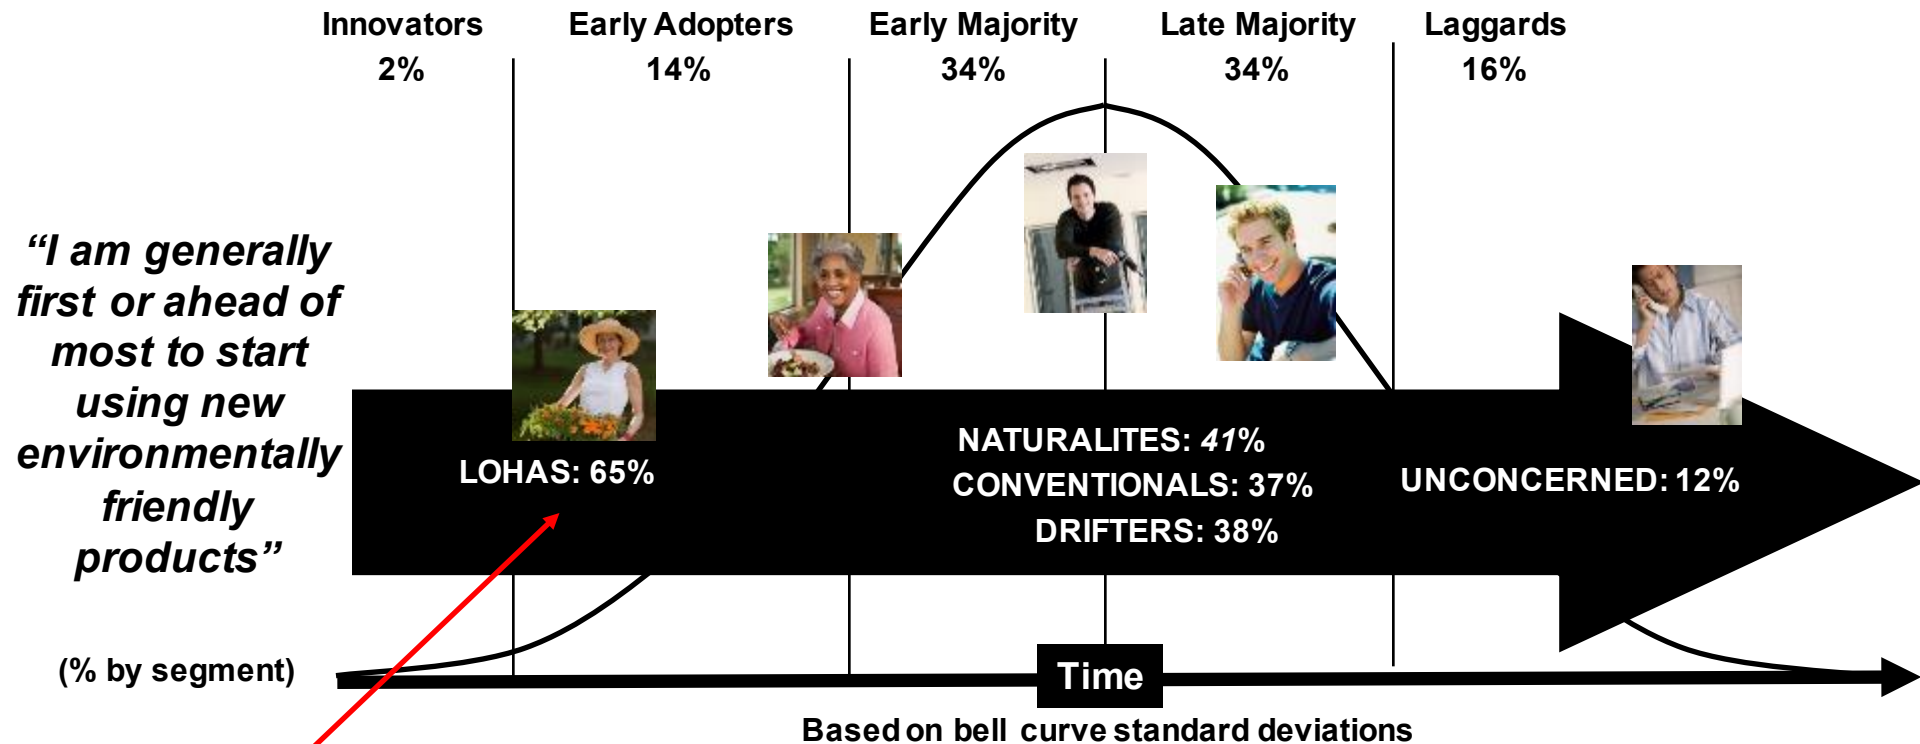 Innovators
2%
Early Adopters
14%
Early Majority
34%
Late Majority
34%
Laggards
16%
“I am generally
first or ahead of
most to start
using new
environmentally
friendly
products”
LOHAS: 65%
NATURALITES: 41%
CONVENTIONALS: 37%
DRIFTERS: 38%
UNCONCERNED: 12%
(% by segment)
Time
Based on bell curve standard deviations